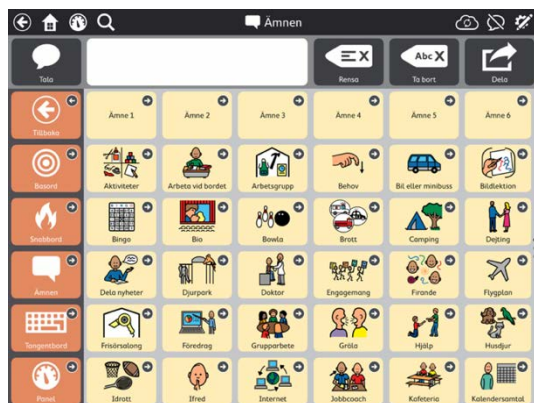 Ämnen
Abc X
Tala
Rensa
Ta bort
Dela
Tillbaka
Ämne 1
Ämne 2
Ämne 3
Ämne 4
Ämne 5
Ämne 6
Basord
Aktiviteter
Arbeta vid bordet
Arbetsgrupp
Behov
Bil eller minibuss
Bildlektion
Snabbord
Bingo
Bio
Bowla
Brott
Camping
Dejting
Ämnen
Dela nyheter
Djurpark
Doktor
Engagemang
Firande
Flygplan
Tangentbord
Frisörsalong
Föredrag
Grupparbete
Gräla
Hjälp
Husdjur
Panel
Idrott
Ifred
Internet
Jobbcoach
Kafeteria
Kalendersamtal